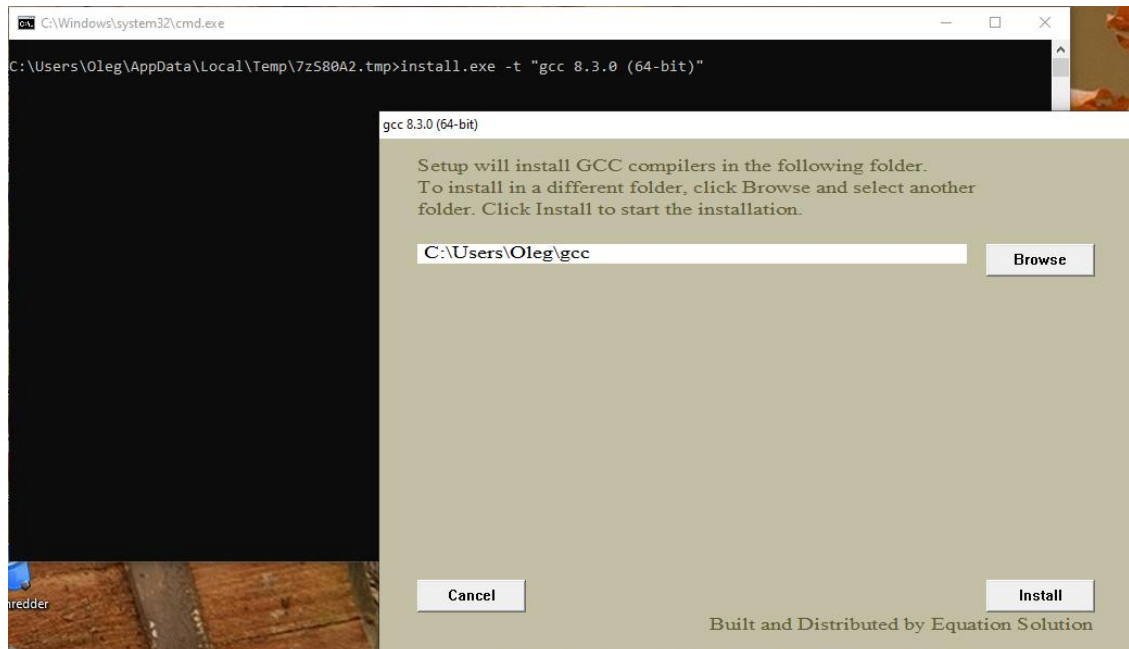 C:\Windows\system32\cmd.exe
C:\Users\Oleg\AppData\Local\Temp\7zS80A2.tmp>install.exe -t "gcc 8.3.0 (64-bit)"
gcc 8.3.0 (64-bit)
Setup will install GCC compilers in the following folder.
To install in a different folder, click Browse and select another
folder. Click Install to start the installation.
C:\Users\Oleg\gcc
Browse
Cancel
Install
Built and Distributed by Equation Solution